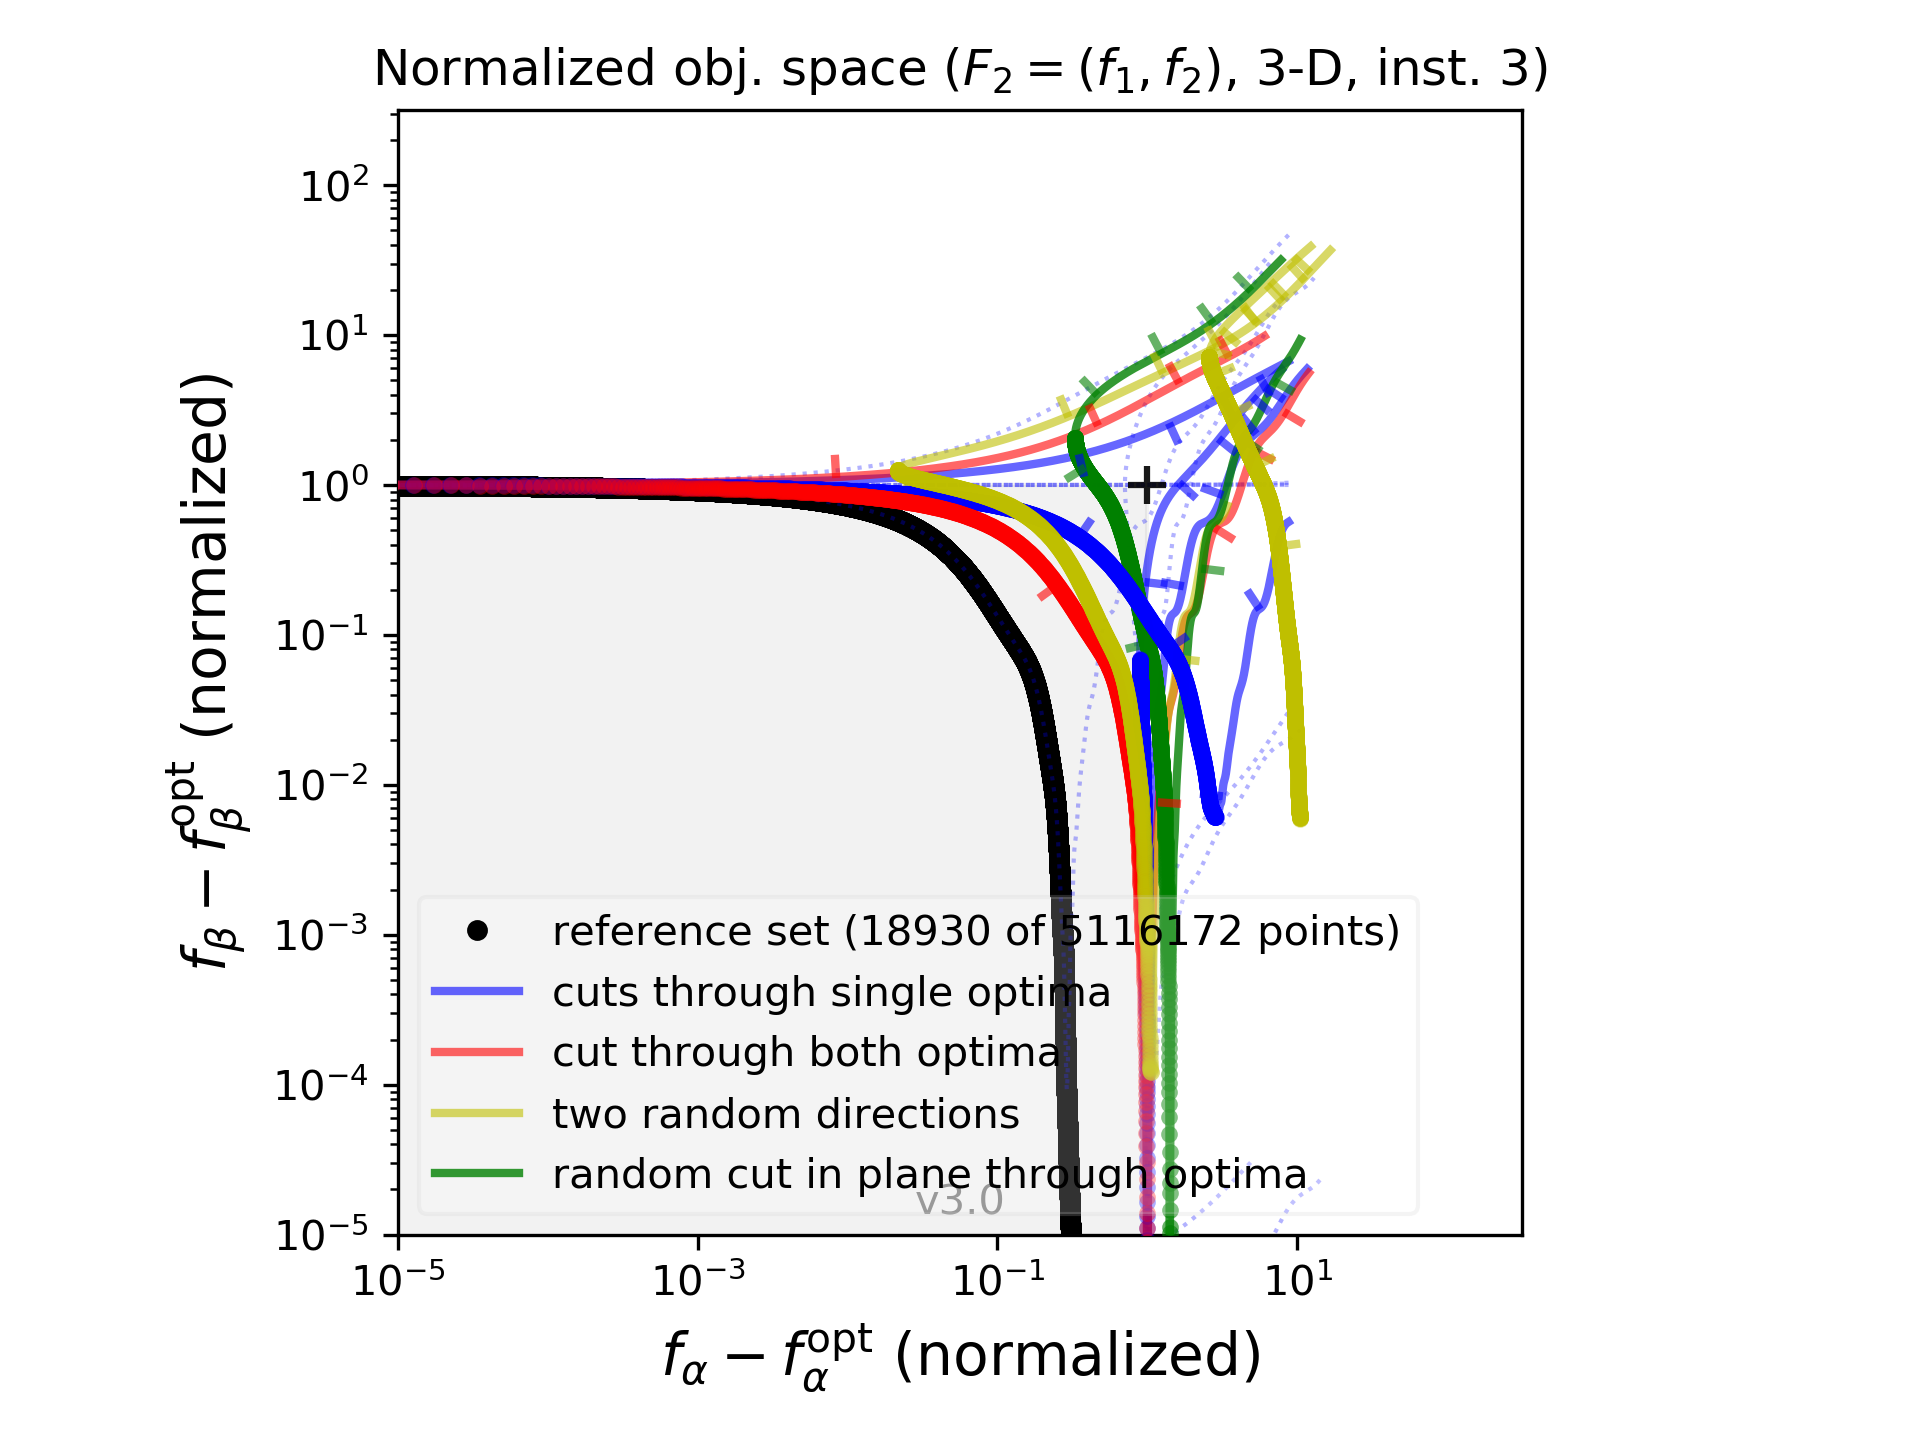 Normalized obj. space (F₂ = (f₁, f₂), 3-D, inst. 3)
f_β − f_β^opt (normalized)
10²
10¹
10⁰
10⁻¹
10⁻²
10⁻³
10⁻⁴
10⁻⁵
reference set (18930 of 5116172 points)
cuts through single optima
cut through both optima
two random directions
random cut in plane through optima
v3.0
10⁻⁵ 10⁻³ 10⁻¹ 10¹
f_α − f_α^opt (normalized)